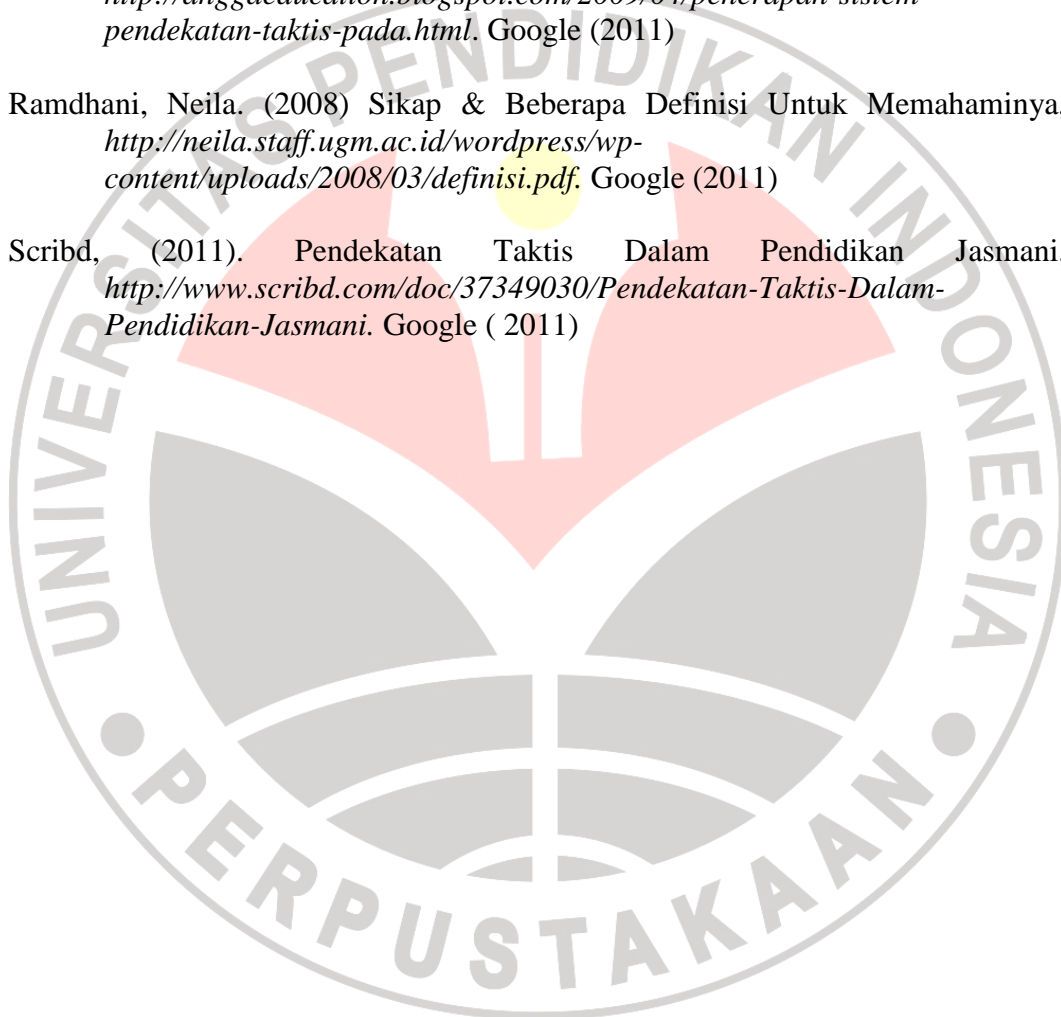 http://anggaeducation.blogspot.com/2009/04/penerapan-sistem-
pendekatan-taktis-pada.html. Google (2011)
Ramdhani, Neila. (2008) Sikap & Beberapa Definisi Untuk Memahaminya.
http://neila.staff.ugm.ac.id/wordpress/wp-
content/uploads/2008/03/definisi.pdf. Google (2011)
Scribd, (2011). Pendekatan Taktis Dalam Pendidikan Jasmani.
http://www.scribd.com/doc/37349030/Pendekatan-Taktis-Dalam-
Pendidikan-Jasmani. Google ( 2011)
UNIVERSITAS PENDIDIKAN INDONESIA
PERPUSTAKAAN